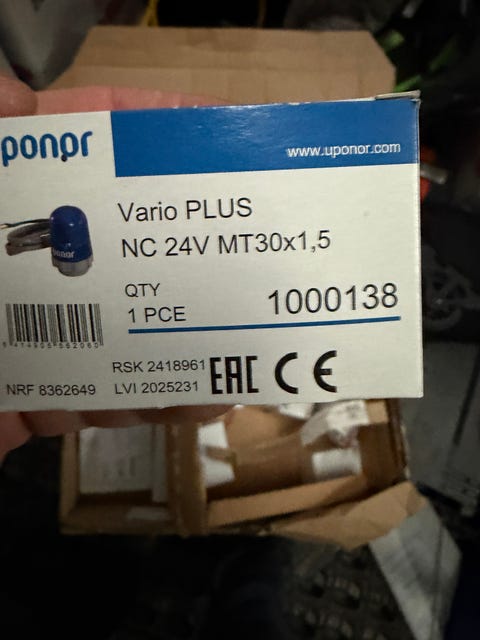 uponor
www.uponor.com
Vario PLUS
NC 24V MT30x1,5
QTY
1 PCE
1000138
RSK 2418961
NRF 8362649
LVI 2025231
EAC CE